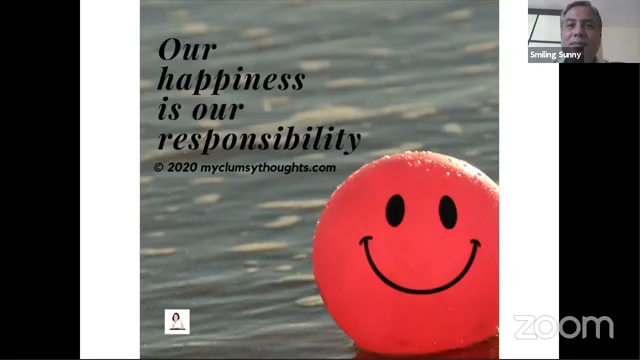 Our
happiness
is our
responsibility
© 2020 myclumsythoughts.com
Smiling Sunny
zoom